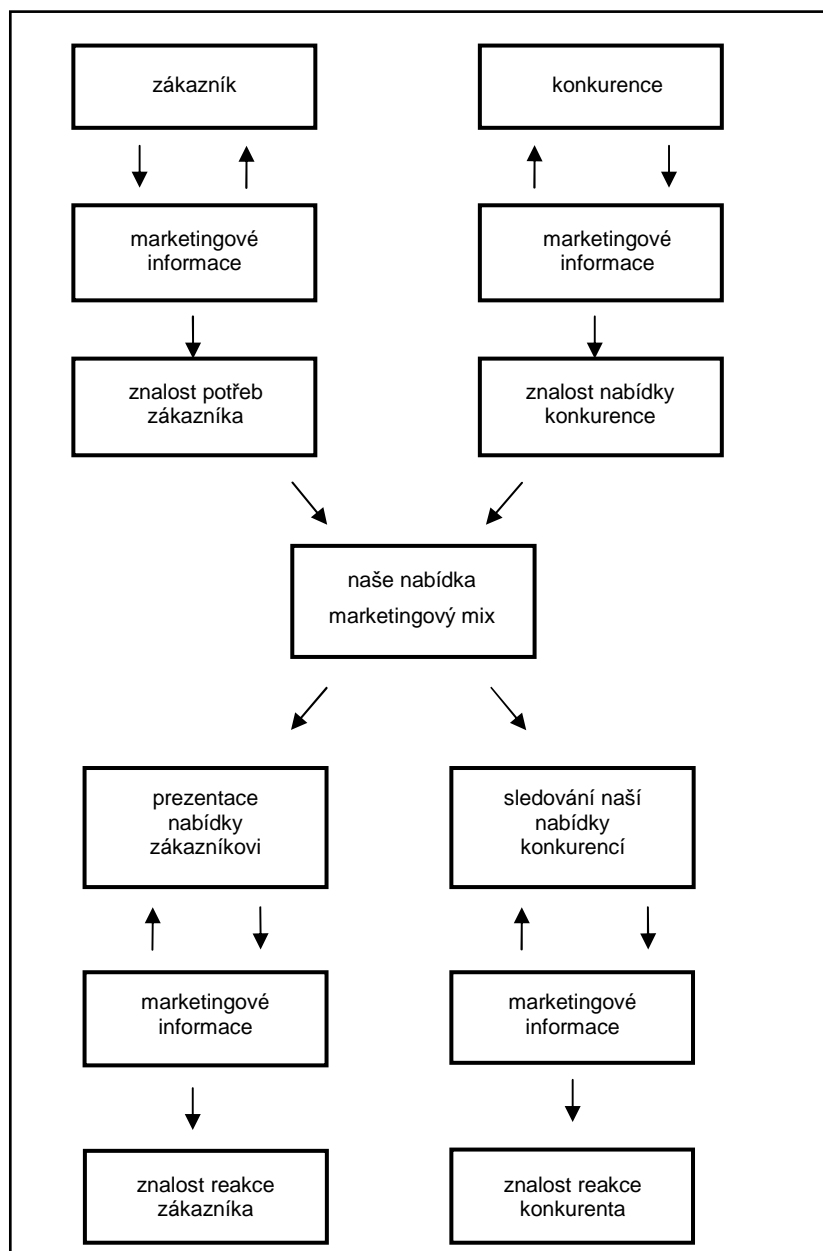 zákazník
konkurence
marketingové
informace
marketingové
informace
znalost potřeb
zákazníka
znalost nabídky
konkurence
naše nabídka
marketingový mix
prezentace
nabídky
zákazníkovi
sledování naší
nabídky
konkurencí
marketingové
informace
marketingové
informace
znalost reakce
zákazníka
znalost reakce
konkurenta